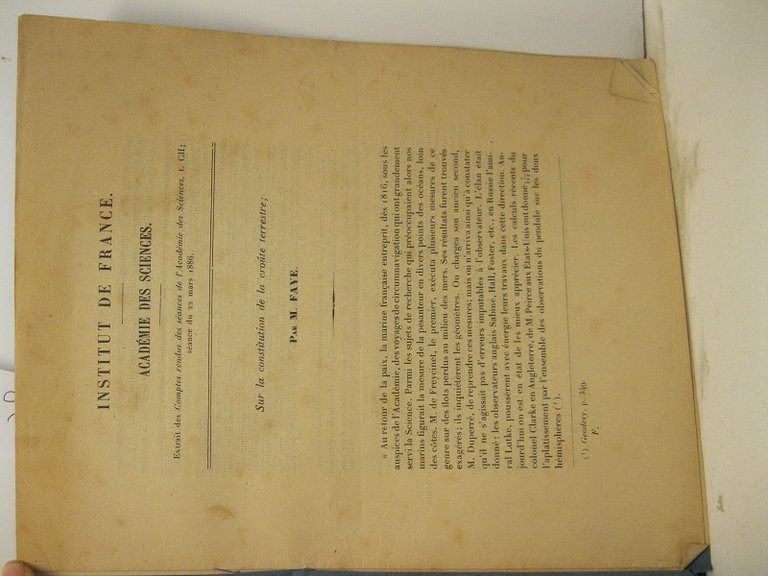 INSTITUT DE FRANCE.
ACADÉMIE DES SCIENCES.
Extrait des Comptes rendus des séances de l'Académie des Sciences, t. CII;
séance du 22 mars 1886.
Sur la constitution de la croûte terrestre;
PAR M. FAYE.
« Au retour de la paix, la marine française entreprit, dès 1816, sous les
auspices de l'Académie, des voyages de circumnavigation qui ont grandement
servi la Science. Parmi les sujets de recherche qui préoccupaient alors nos
marins figurait la mesure de la pesanteur en divers points des océans, loin
des côtes. M. de Freycinet, le premier, exécuta plusieurs mesures de ce
genre sur des îlots perdus au milieu des mers. Ses résultats furent trouvés
exagérés; ils inquiétèrent les géomètres. On chargea son ancien second,
M. Duperré, de reprendre ces mesures; mais on n'arriva ainsi qu'à constater
qu'il ne s'agissait pas d'erreurs imputables à l'observateur. L'élan était
donné : les observateurs anglais Sabine, Hall, Foster, etc., en Russie l'ami-
ral Lutke, poussèrent avec énergie leurs travaux dans cette direction. Au-
jourd'hui on est en état de les mieux apprécier. Les calculs récents du
colonel Clarke en Angleterre, de M. Peirce aux États-Unis ont donné pour
l'aplatissement par l'ensemble des observations du pendule sur les deux
hémisphères (¹).
(¹) Geodesy, p. 349.
F.